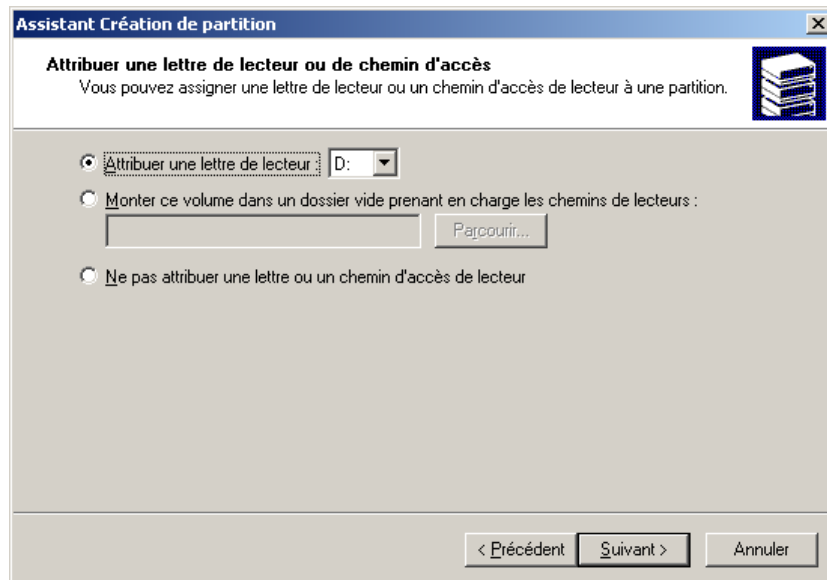 Assistant Création de partition
Attribuer une lettre de lecteur ou de chemin d'accès
Vous pouvez assigner une lettre de lecteur ou un chemin d'accès de lecteur à une partition.
Attribuer une lettre de lecteur : D:
Monter ce volume dans un dossier vide prenant en charge les chemins de lecteurs :
Parcourir...
Ne pas attribuer une lettre ou un chemin d'accès de lecteur
< Précédent Suivant > Annuler